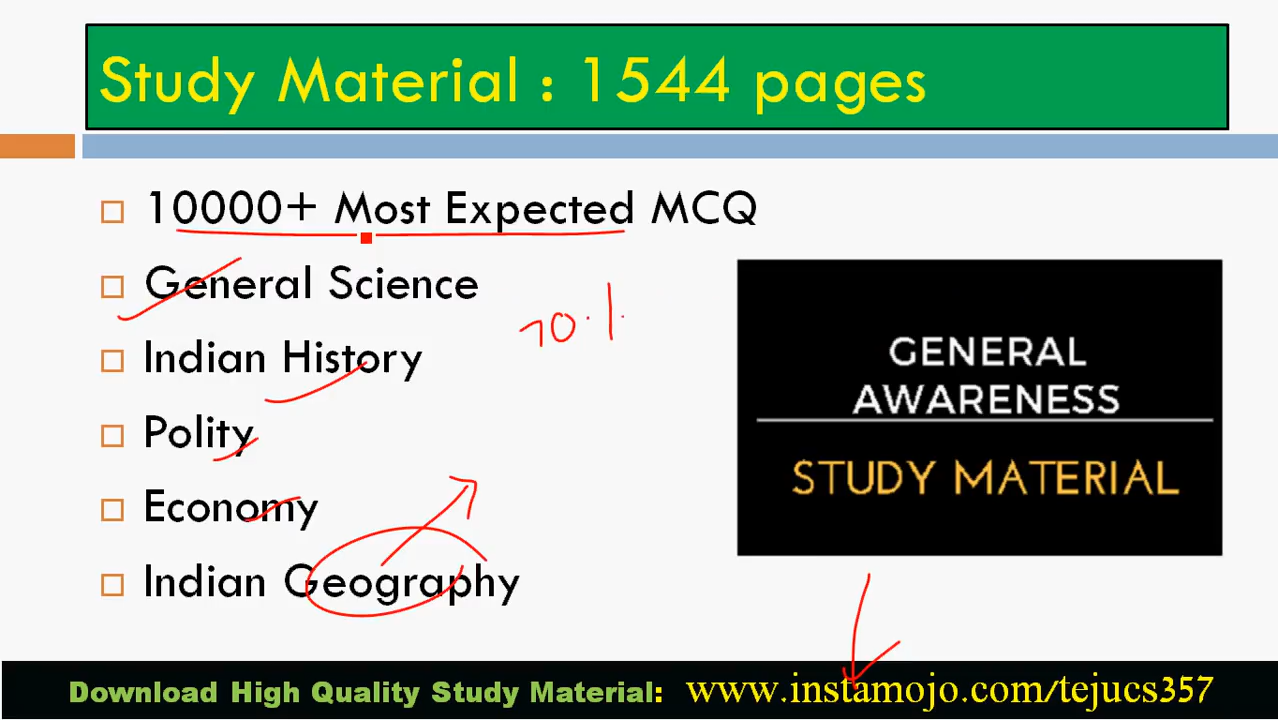 Study Material : 1544 pages
10000+ Most Expected MCQ
General Science
Indian History
70%
Polity
Economy
Indian Geography
GENERAL
AWARENESS
STUDY MATERIAL
Download High Quality Study Material: www.instamojo.com/tejucs357